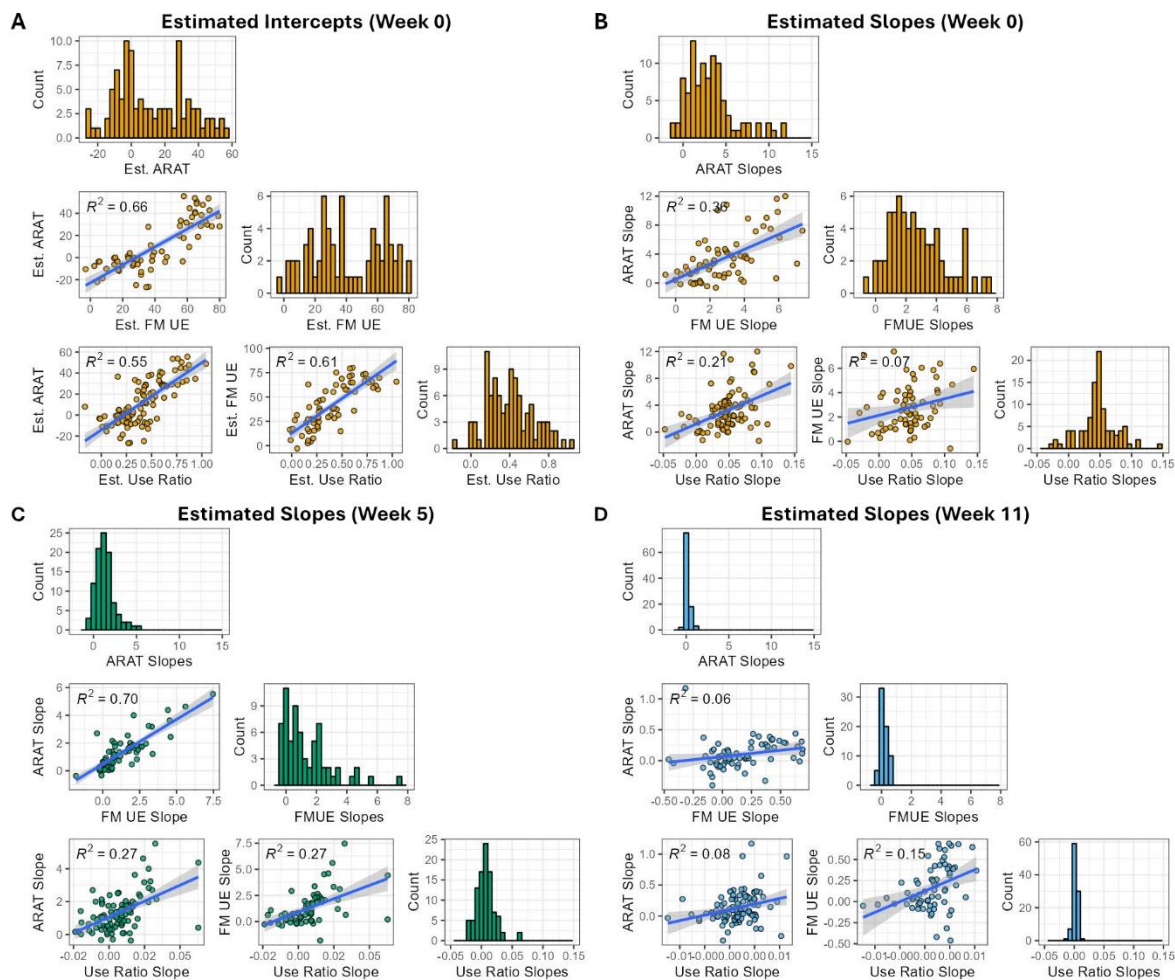 A Estimated Intercepts (Week 0)
10.0
7.5
5.0
2.5
0.0
Count
-20 0 20 40 60
Est. ARAT
R² = 0.66
40
20
0
-20
Est. ARAT
0 20 40 60 80
Est. FM UE
6
4
2
0
Count
0 20 40 60 80
Est. FM UE
R² = 0.55
60
40
20
0
-20
Est. ARAT
0.00 0.25 0.50 0.75 1.00
Est. Use Ratio
R² = 0.61
100
75
50
25
0
Est. FM UE
0.00 0.25 0.50 0.75 1.00
Est. Use Ratio
9
6
3
0
Count
0.0 0.4 0.8
Est. Use Ratio
B Estimated Slopes (Week 0)
10
5
0
Count
0 5 10 15
ARAT Slopes
R² = 0.36
12
8
4
0
ARAT Slope
0 2 4 6
FM UE Slope
6
4
2
0
Count
0 2 4 6 8
FMUE Slopes
R² = 0.21
12
8
4
0
ARAT Slope
-0.05 0.00 0.05 0.10 0.15
Use Ratio Slopes
R² = 0.07
6
4
2
0
FM UE Slope
-0.05 0.00 0.05 0.10 0.15
Use Ratio Slopes
20
15
10
5
0
Count
-0.05 0.00 0.05 0.10 0.15
Use Ratio Slopes
C Estimated Slopes (Week 5)
25
20
15
10
5
0
Count
0 5 10 15
ARAT Slopes
R² = 0.70
6
4
2
0
ARAT Slope
0.0 2.5 5.0 7.5
FM UE Slope
9
6
3
0
Count
0 2 4 6 8
FMUE Slopes
R² = 0.27
4
2
0
ARAT Slope
-0.02 0.00 0.02 0.04 0.06
Use Ratio Slope
R² = 0.27
7.5
5.0
2.5
0.0
FM UE Slope
0.00 0.02 0.04 0.06
Use Ratio Slope
25
20
15
10
5
0
Count
-0.05 0.00 0.05 0.10 0.15
Use Ratio Slopes
D Estimated Slopes (Week 11)
60
40
20
0
Count
0 5 10 15
ARAT Slopes
R² = 0.06
1.0
0.5
0.0
ARAT Slope
-0.50 -0.25 0.00 0.25 0.50
FM UE Slope
30
20
10
0
Count
0 2 4 6 8
FMUE Slopes
R² = 0.08
1.0
0.5
0.0
ARAT Slope
Use Ratio Slope
R² = 0.15
0.50
0.25
0.00
-0.25
-0.50
FM UE Slope
Use Ratio Slope
60
40
20
0
Count
-0.05 0.00 0.05 0.10 0.15
Use Ratio Slopes